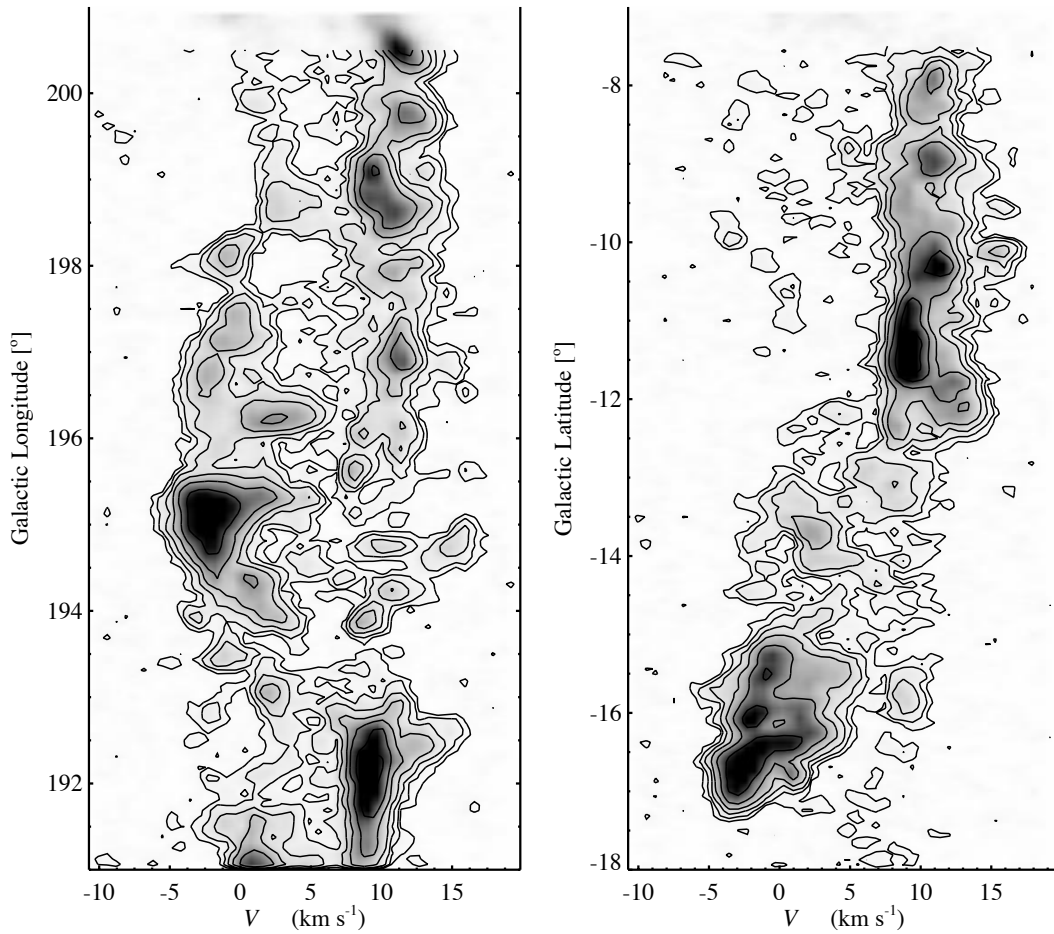 200
198
196
194
192
Galactic Longitude [°]
-10 -5 0 5 10 15
V (km s⁻¹)
-8
-10
-12
-14
-16
-18
Galactic Latitude [°]
-10 -5 0 5 10 15
V (km s⁻¹)